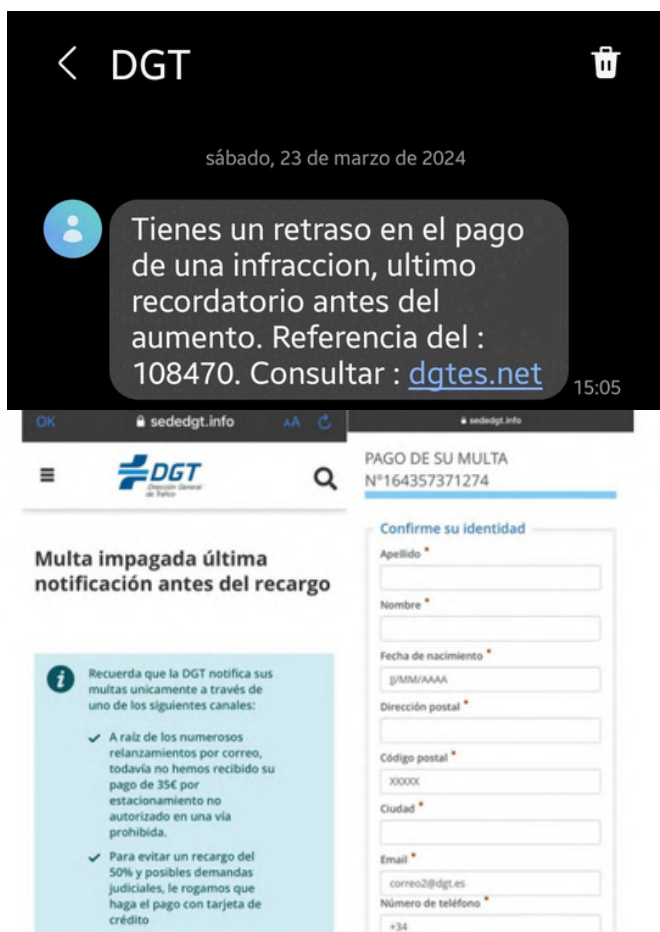 DGT
sábado, 23 de marzo de 2024
Tienes un retraso en el pago
de una infraccion, ultimo
recordatorio antes del
aumento. Referencia del :
108470. Consultar : dgtes.net
15:05
OK
sededgt.info
AA
DGT
Dirección General
de Tráfico
Multa impagada última
notificación antes del recargo
Recuerda que la DGT notifica sus
multas unicamente a través de
uno de los siguientes canales:
A raíz de los numerosos
relanzamientos por correo,
todavía no hemos recibido su
pago de 35€ por
estacionamiento no
autorizado en una vía
prohibida.
Para evitar un recargo del
50% y posibles demandas
judiciales, le rogamos que
haga el pago con tarjeta de
crédito
sededgt.info
PAGO DE SU MULTA
N°164357371274
Confirme su identidad
Apellido *
Nombre *
Fecha de nacimiento *
JJ/MM/AAAA
Dirección postal *
Código postal *
XXXXX
Ciudad *
Email *
correo2@dgt.es
Número de teléfono *
+34